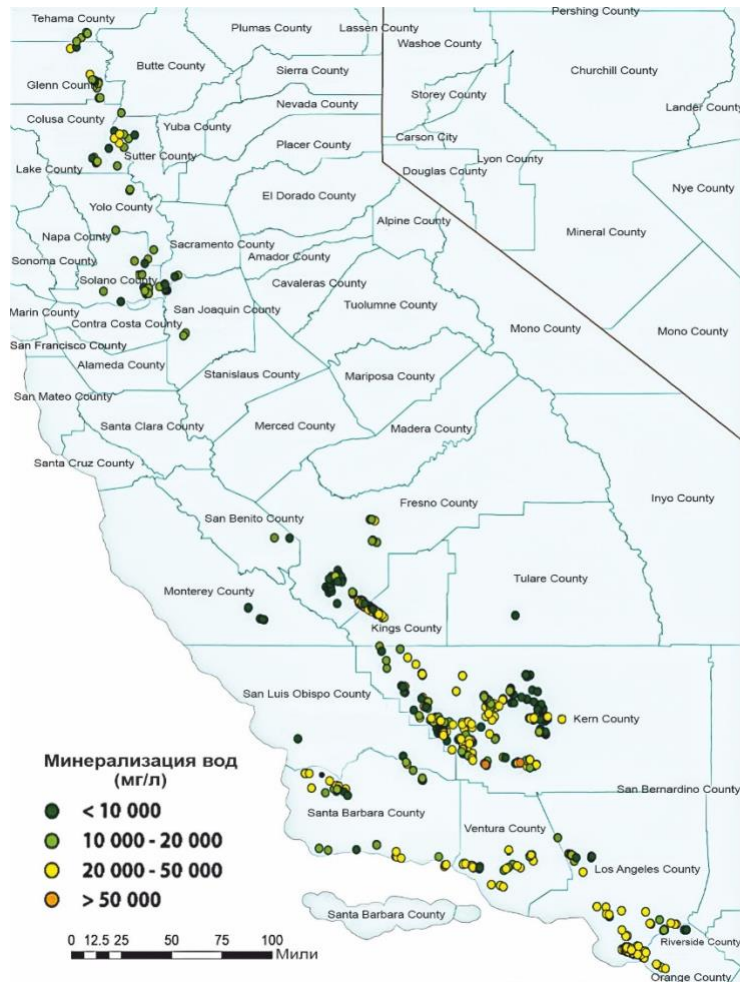 Pershing County
Tehama County
Plumas County
Lassen County
Washoe County
Butte County
Sierra County
Churchill County
Glenn County
Storey County
Nevada County
Lander County
Colusa County
Yuba County
Placer County
Carson City
Sutter County
Lyon County
Lake County
Douglas County
El Dorado County
Nye County
Yolo County
Alpine County
Mineral County
Napa County
Sacramento County
Amador County
Sonoma County
Solano County
Cavaleras County
Tuolumne County
Marin County
San Joaquin County
Contra Costa County
Mono County
Mono County
San Francisco County
Alameda County
Stanislaus County
Mariposa County
San Mateo County
Santa Clara County
Merced County
Madera County
Santa Cruz County
Inyo County
Fresno County
San Benito County
Tulare County
Monterey County
Kings County
San Luis Obispo County
Kern County
Минерализация вод
(мг/л)
< 10 000
10 000 - 20 000
20 000 - 50 000
> 50 000
San Bernardino County
Santa Barbara County
Ventura County
Los Angeles County
Santa Barbara County
Riverside County
Orange County
0 12.5 25 50 75 100
Мили